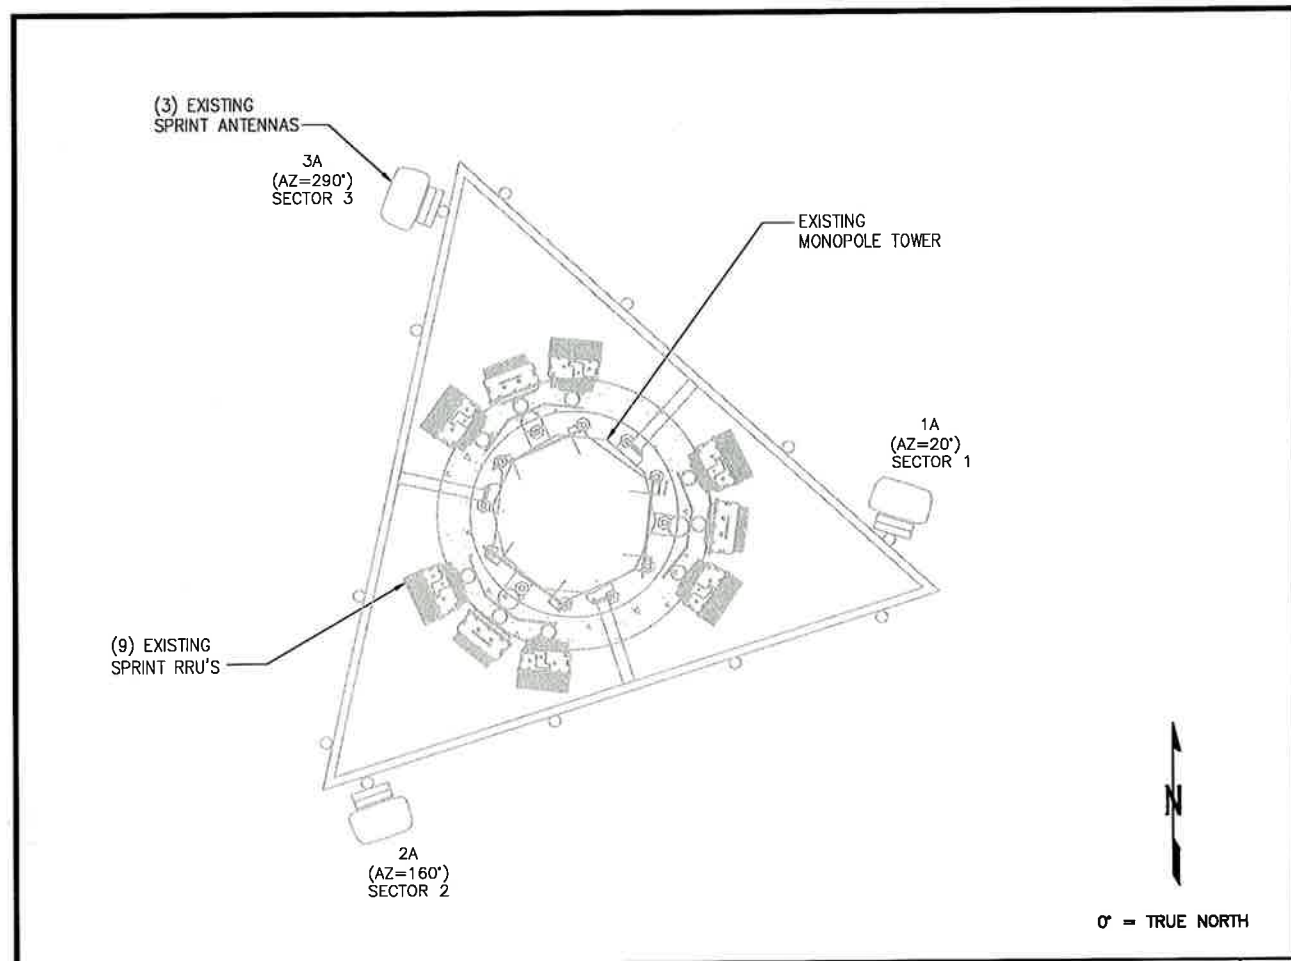 (3) EXISTING
SPRINT ANTENNAS
3A
(AZ=290°)
SECTOR 3
EXISTING
MONOPOLE TOWER
1A
(AZ=20°)
SECTOR 1
(9) EXISTING
SPRINT RRU'S
2A
(AZ=160°)
SECTOR 2
N
0° = TRUE NORTH